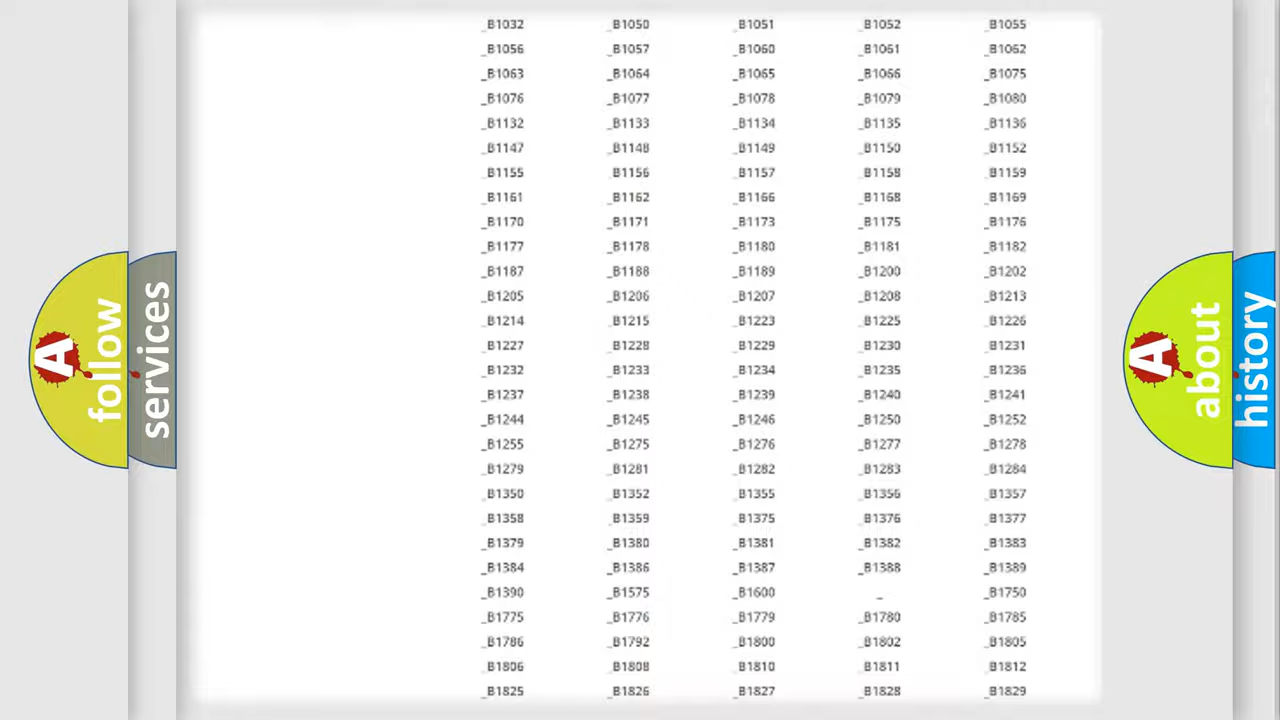 _B1032 _B1050 _B1051 _B1052 _B1055
_B1056 _B1057 _B1060 _B1061 _B1062
_B1063 _B1064 _B1065 _B1066 _B1075
_B1076 _B1077 _B1078 _B1079 _B1080
_B1132 _B1133 _B1134 _B1135 _B1136
_B1147 _B1148 _B1149 _B1150 _B1152
_B1155 _B1156 _B1157 _B1158 _B1159
_B1161 _B1162 _B1166 _B1168 _B1169
_B1170 _B1171 _B1173 _B1175 _B1176
_B1177 _B1178 _B1180 _B1181 _B1182
_B1187 _B1188 _B1189 _B1200 _B1202
_B1205 _B1206 _B1207 _B1208 _B1213
_B1214 _B1215 _B1223 _B1225 _B1226
_B1227 _B1228 _B1229 _B1230 _B1231
_B1232 _B1233 _B1234 _B1235 _B1236
_B1237 _B1238 _B1239 _B1240 _B1241
_B1244 _B1245 _B1246 _B1250 _B1252
_B1255 _B1275 _B1276 _B1277 _B1278
_B1279 _B1281 _B1282 _B1283 _B1284
_B1350 _B1352 _B1355 _B1356 _B1357
_B1358 _B1359 _B1375 _B1376 _B1377
_B1379 _B1380 _B1381 _B1382 _B1383
_B1384 _B1386 _B1387 _B1388 _B1389
_B1390 _B1575 _B1600 _ _B1750
_B1775 _B1776 _B1779 _B1780 _B1785
_B1786 _B1792 _B1800 _B1802 _B1805
_B1806 _B1808 _B1810 _B1811 _B1812
_B1825 _B1826 _B1827 _B1828 _B1829
A
follow
services
A
about
history